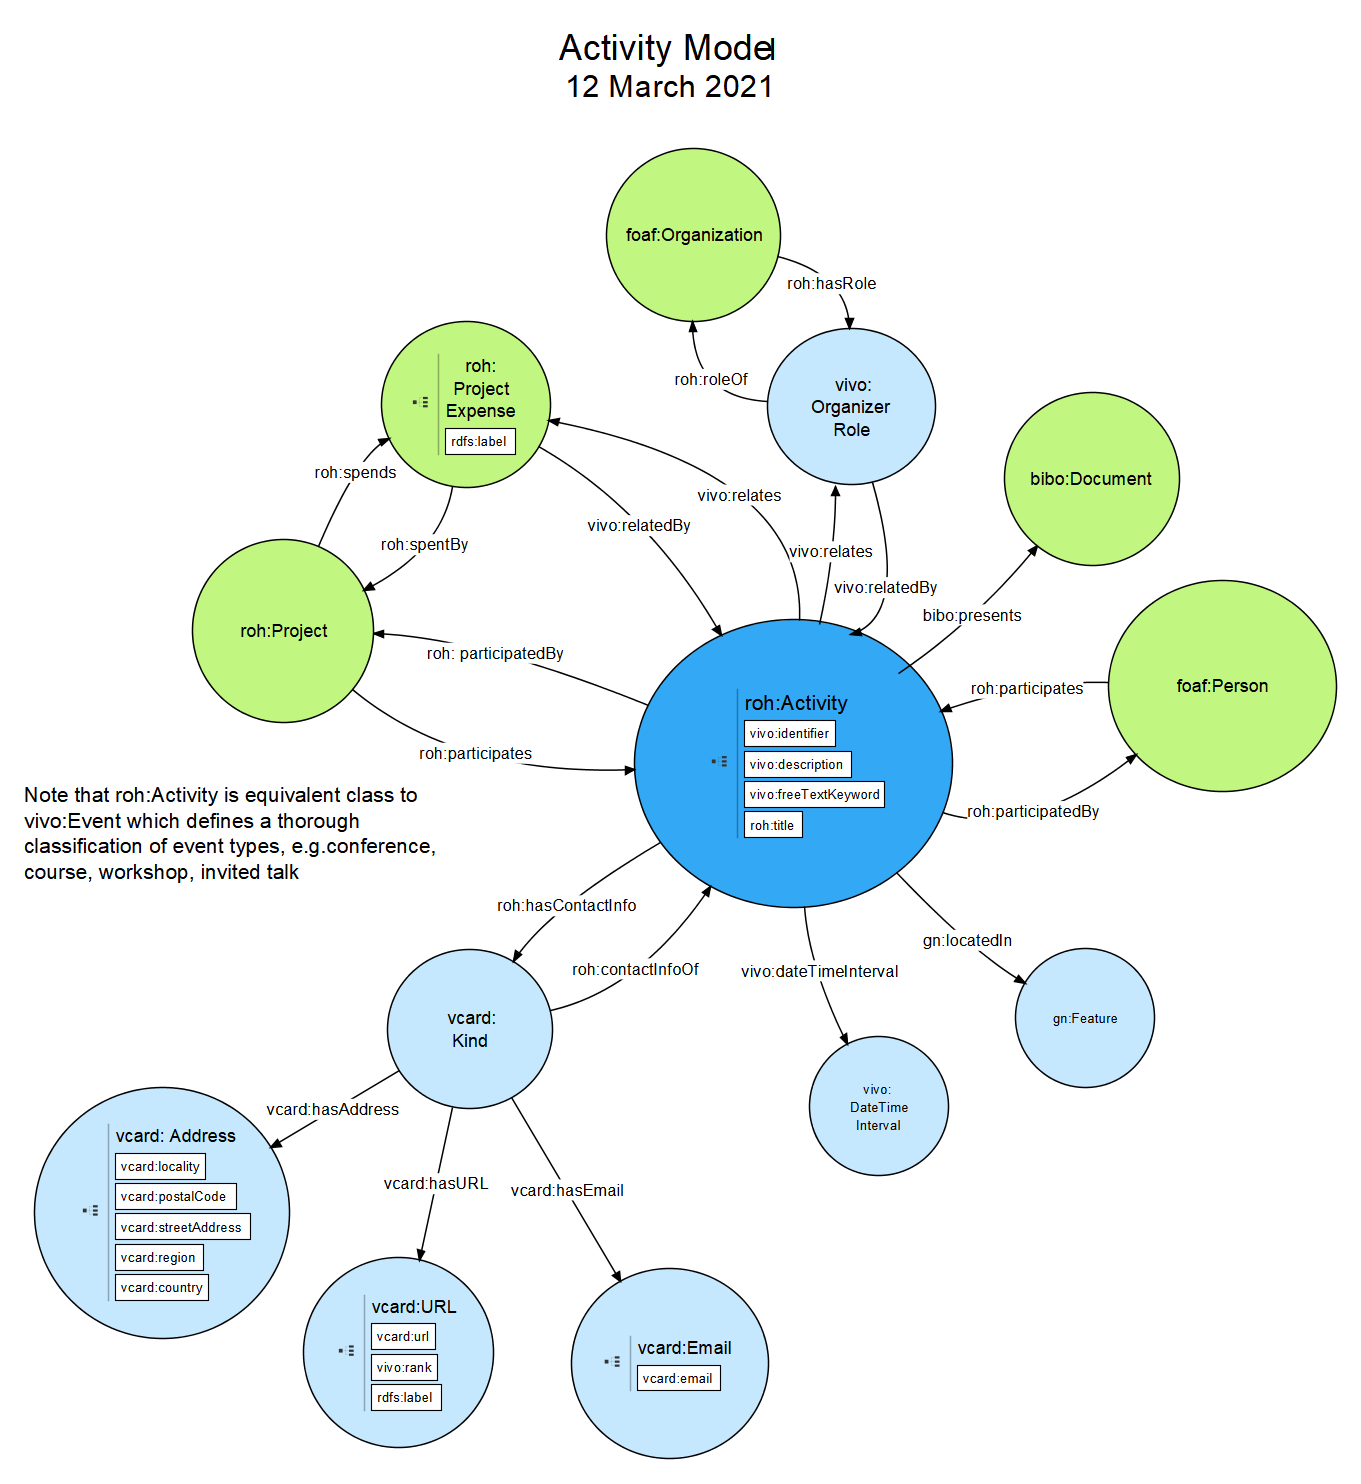 Activity Model
12 March 2021
foaf:Organization
roh:hasRole
roh:roleOf
vivo:
Organizer
Role
roh:
Project
Expense
rdfs:label
roh:spends
roh:spentBy
vivo:relates
vivo:relatedBy
vivo:relates
vivo:relatedBy
bibo:Document
bibo:presents
roh:Project
roh: participatedBy
roh:participates
foaf:Person
roh:participates
roh:participatedBy
roh:Activity
vivo:identifier
vivo:description
vivo:freeTextKeyword
roh:title
Note that roh:Activity is equivalent class to
vivo:Event which defines a thorough
classification of event types, e.g.conference,
course, workshop, invited talk
roh:hasContactInfo
roh:contactInfoOf
vivo:dateTimeInterval
gn:locatedIn
gn:Feature
vcard:
Kind
vivo:
DateTime
Interval
vcard:hasAddress
vcard:hasURL
vcard:hasEmail
vcard: Address
vcard:locality
vcard:postalCode
vcard:streetAddress
vcard:region
vcard:country
vcard:URL
vcard:url
vivo:rank
rdfs:label
vcard:Email
vcard:email